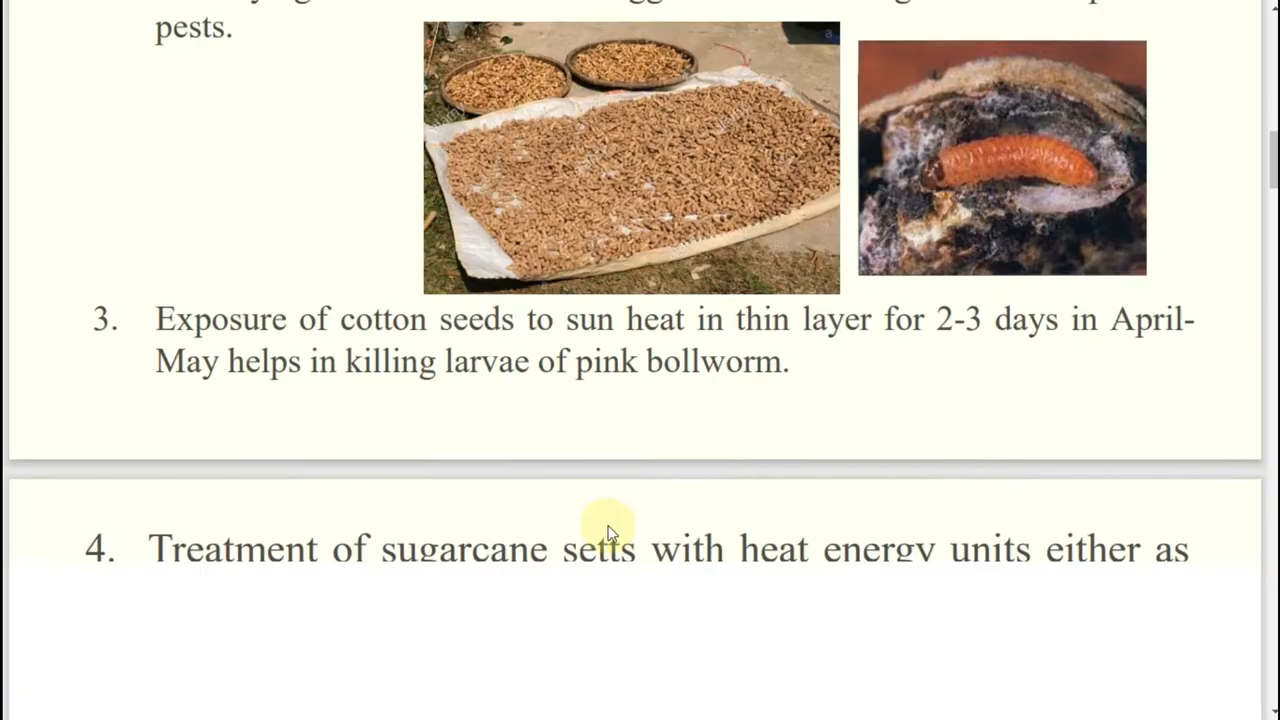 pests.
3. Exposure of cotton seeds to sun heat in thin layer for 2-3 days in April-
May helps in killing larvae of pink bollworm.
4. Treatment of sugarcane setts with heat energy units either as